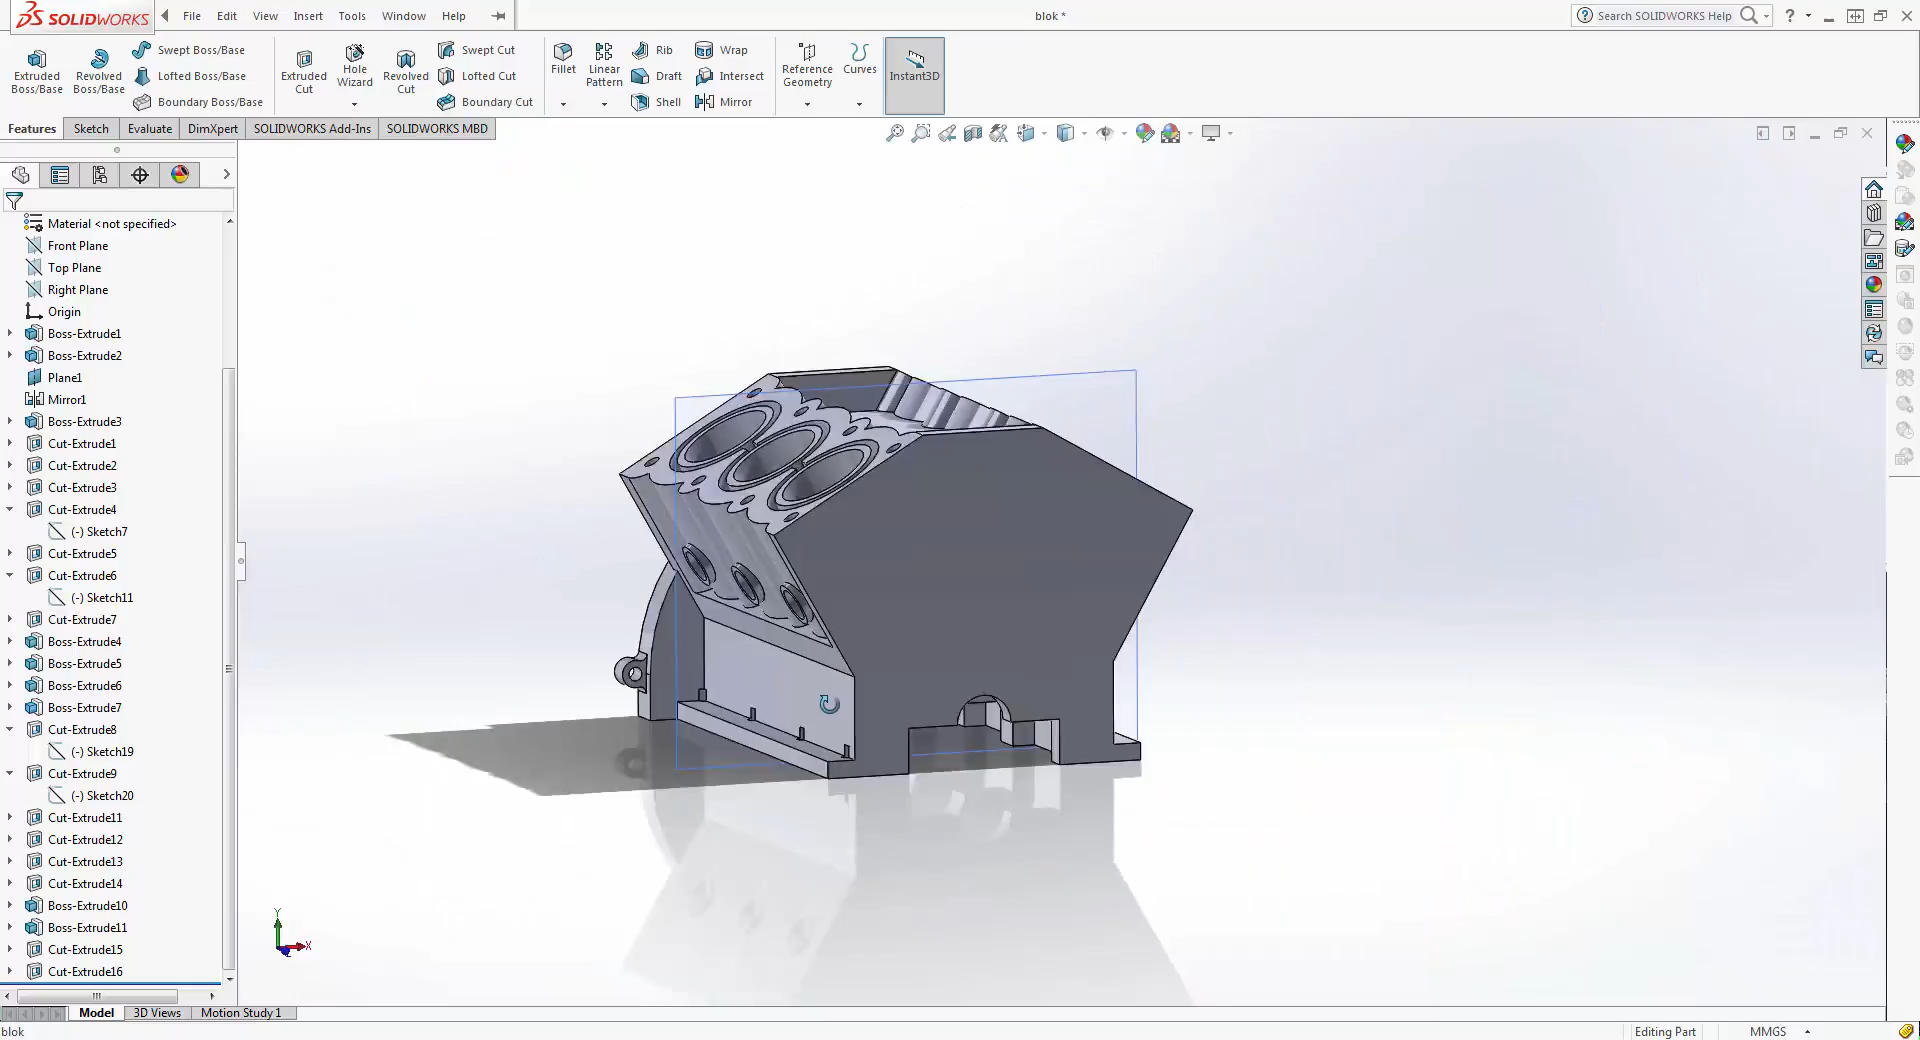 SOLIDWORKS File Edit View Insert Tools Window Help blok * Search SOLIDWORKS Help ?
Extruded Boss/Base
Revolved Boss/Base
Swept Boss/Base
Lofted Boss/Base
Boundary Boss/Base
Extruded Cut
Hole Wizard
Revolved Cut
Swept Cut
Lofted Cut
Boundary Cut
Fillet
Linear Pattern
Rib
Draft
Shell
Wrap
Intersect
Mirror
Reference Geometry
Curves
Instant3D
Features Sketch Evaluate DimXpert SOLIDWORKS Add-Ins SOLIDWORKS MBD
Material <not specified>
Front Plane
Top Plane
Right Plane
Origin
Boss-Extrude1
Boss-Extrude2
Plane1
Mirror1
Boss-Extrude3
Cut-Extrude1
Cut-Extrude2
Cut-Extrude3
Cut-Extrude4
(-) Sketch7
Cut-Extrude5
Cut-Extrude6
(-) Sketch11
Cut-Extrude7
Boss-Extrude4
Boss-Extrude5
Boss-Extrude6
Boss-Extrude7
Cut-Extrude8
(-) Sketch19
Cut-Extrude9
(-) Sketch20
Cut-Extrude11
Cut-Extrude12
Cut-Extrude13
Cut-Extrude14
Boss-Extrude10
Boss-Extrude11
Cut-Extrude15
Cut-Extrude16
Y
X
Model 3D Views Motion Study 1
blok Editing Part MMGS